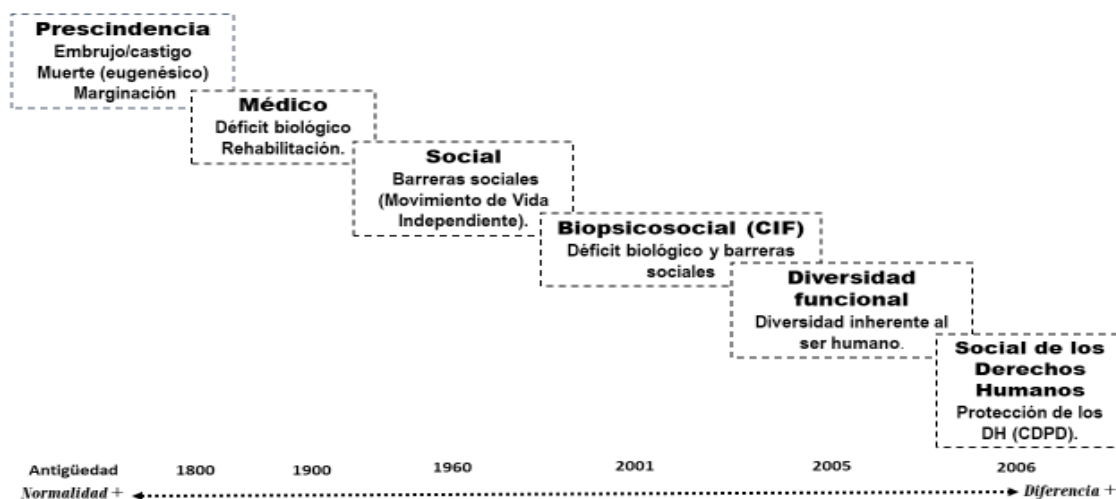 Prescindencia
Embrujo/castigo
Muerte (eugenésico)
Marginación
Médico
Déficit biológico
Rehabilitación.
Social
Barreras sociales
(Movimiento de Vida
Independiente).
Biopsicosocial (CIF)
Déficit biológico y barreras
sociales
Diversidad
funcional
Diversidad inherente al
ser humano.
Social de los
Derechos
Humanos
Protección de los
DH (CDPD).
Antigüedad 1800 1900 1960 2001 2005 2006
Normalidad + Diferencia +